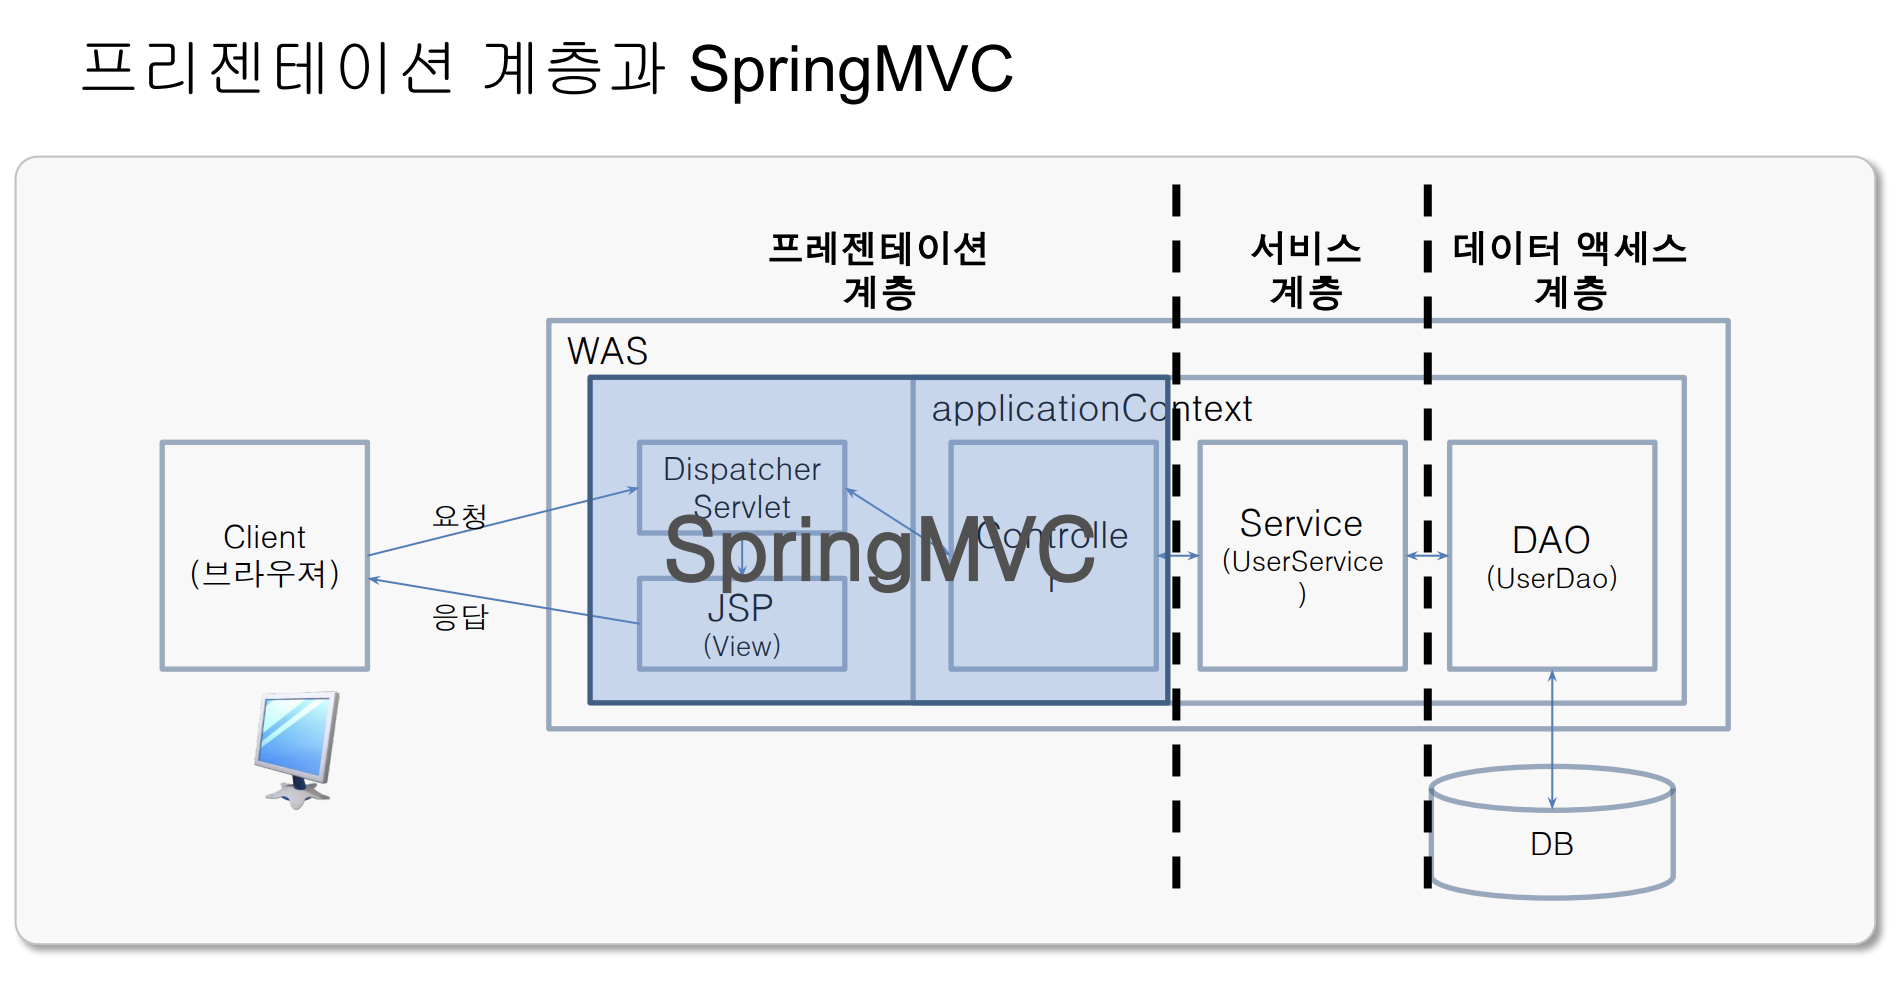 프리젠테이션 계층과 SpringMVC
프레젠테이션
계층
서비스
계층
데이터 액세스
계층
WAS
applicationContext
Client
(브라우져)
요청
응답
Dispatcher
Servlet
SpringMVC
JSP
(View)
Controlle
r
Service
(UserService
)
DAO
(UserDao)
DB